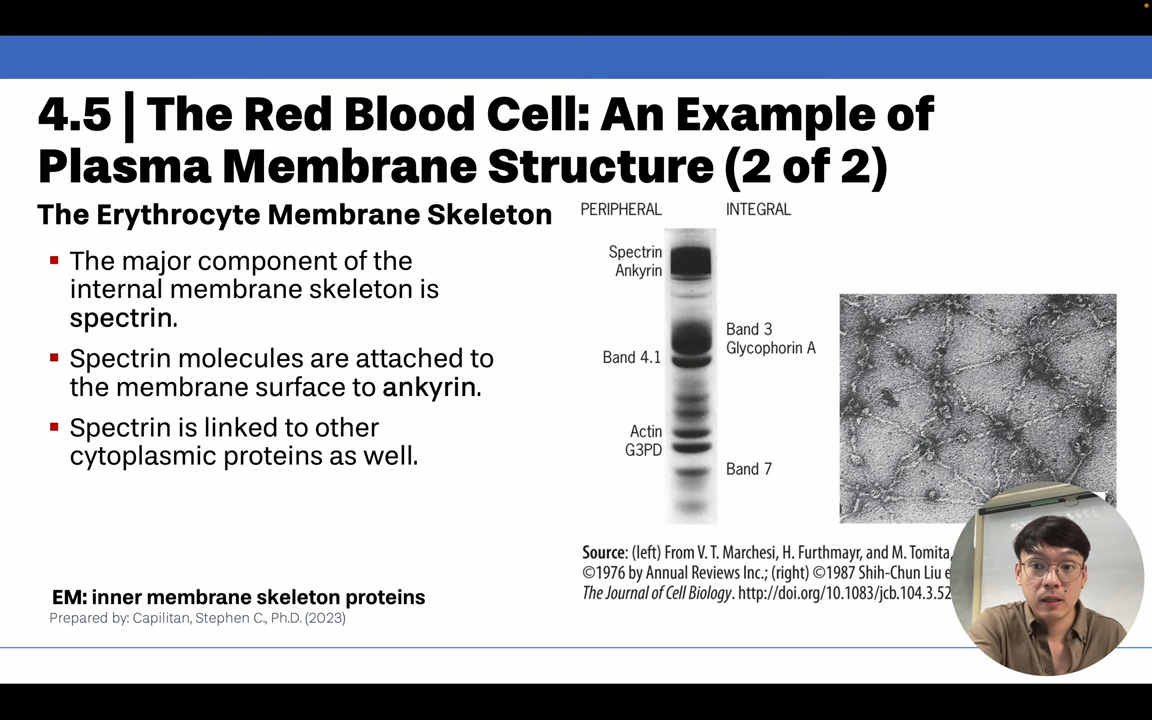 4.5 | The Red Blood Cell: An Example of
Plasma Membrane Structure (2 of 2)
The Erythrocyte Membrane Skeleton
▪ The major component of the
internal membrane skeleton is
spectrin.
▪ Spectrin molecules are attached to
the membrane surface to ankyrin.
▪ Spectrin is linked to other
cytoplasmic proteins as well.
EM: inner membrane skeleton proteins
Prepared by: Capilitan, Stephen C., Ph.D. (2023)
PERIPHERAL
INTEGRAL
Spectrin
Ankyrin
Band 3
Glycophorin A
Band 4.1
Actin
G3PD
Band 7
Source: (left) From V. T. Marchesi, H. Furthmayr, and M. Tomita,
©1976 by Annual Reviews Inc.; (right) ©1987 Shih-Chun Liu
The Journal of Cell Biology. http://doi.org/10.1083/jcb.104.3.52